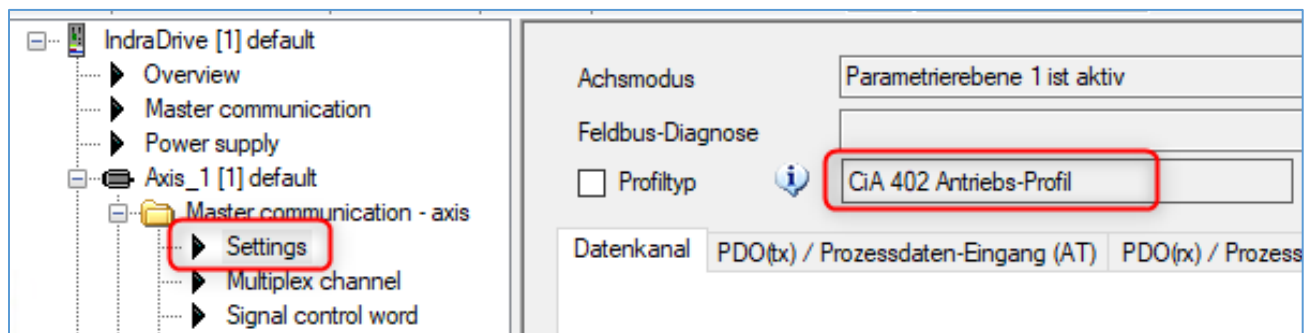 IndraDrive [1] default
Overview
Master communication
Power supply
Axis_1 [1] default
Master communication - axis
Settings
Multiplex channel
Signal control word
Achsmodus
Parametrierebene 1 ist aktiv
Feldbus-Diagnose
Profiltyp
CiA 402 Antriebs-Profil
Datenkanal
PDO(tx) / Prozessdaten-Eingang (AT)
PDO(rx) / Prozess